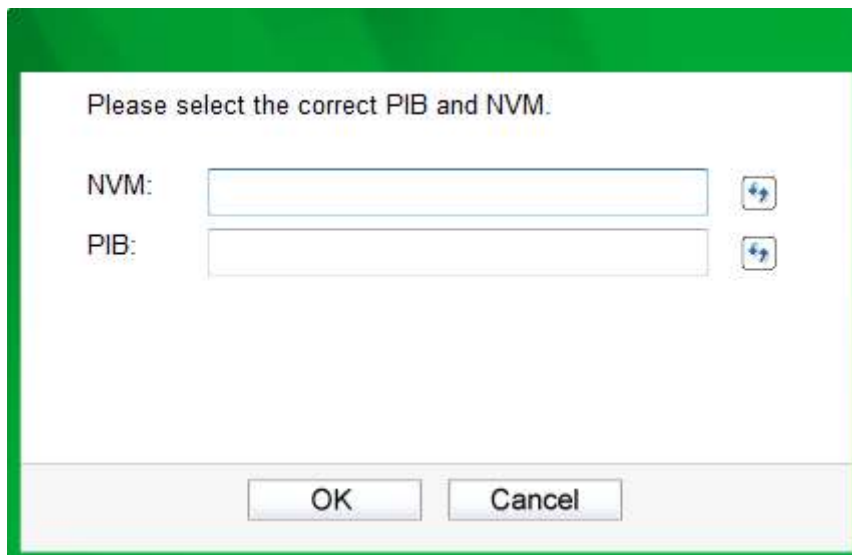 Please select the correct PIB and NVM.
NVM:
PIB:
OK
Cancel